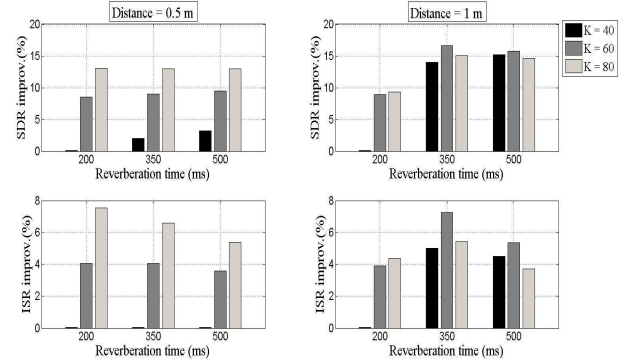 Distance = 0.5 m
20
15
10
5
0
SDR improv.(%)
200 350 500
Reverberation time (ms)
Distance = 1 m
20
15
10
5
0
SDR improv.(%)
200 350 500
Reverberation time (ms)
K = 40
K = 60
K = 80
8
6
4
2
0
ISR improv.(%)
200 350 500
Reverberation time (ms)
8
6
4
2
0
ISR improv.(%)
200 350 500
Reverberation time (ms)